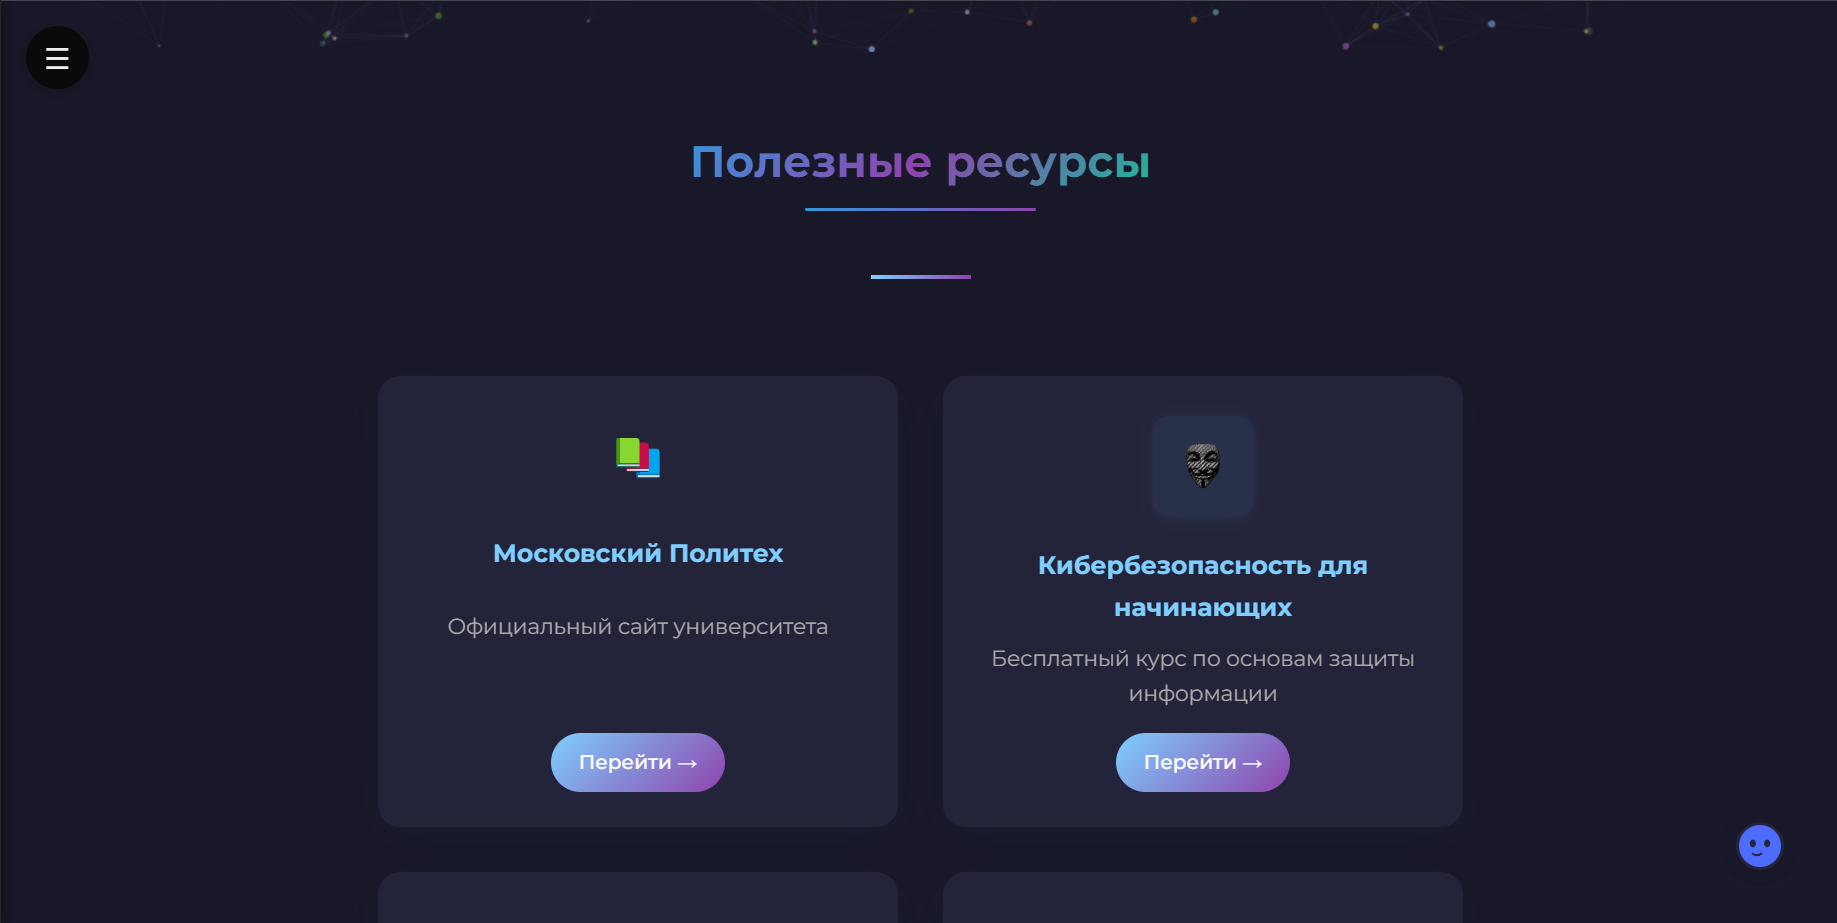 Полезные ресурсы
Московский Политех
Официальный сайт университета
Перейти →
Кибербезопасность для
начинающих
Бесплатный курс по основам защиты
информации
Перейти →